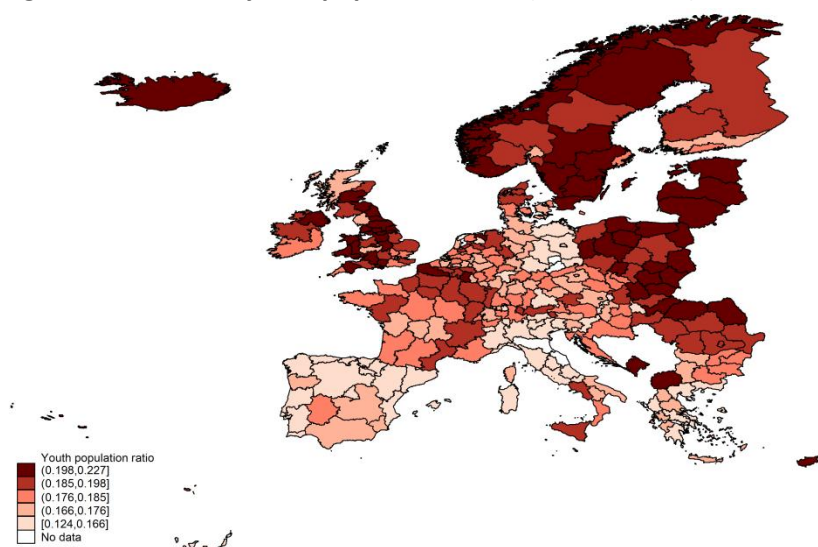 Youth population ratio
(0.198,0.227]
(0.185,0.198]
(0.176,0.185]
(0.166,0.176]
[0.124,0.166]
No data